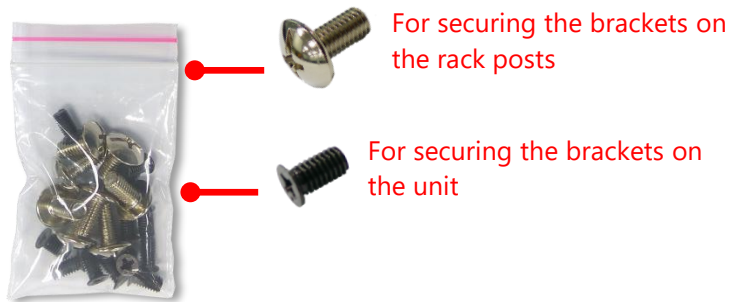 For securing the brackets on
the rack posts
For securing the brackets on
the unit